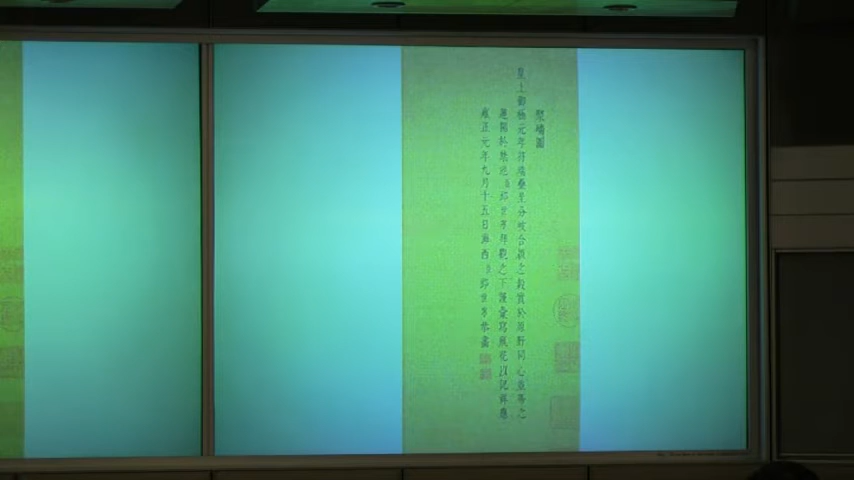 聚瑞圖
皇上御極元年符瑞疊呈分岐合穎之穀實於原野同心並蒂之
蓮開於禁池臣郎世寧拜觀之下謹彙寫瓶花以記祥應
雍正元年九月十五日海西臣郎世寧恭畫